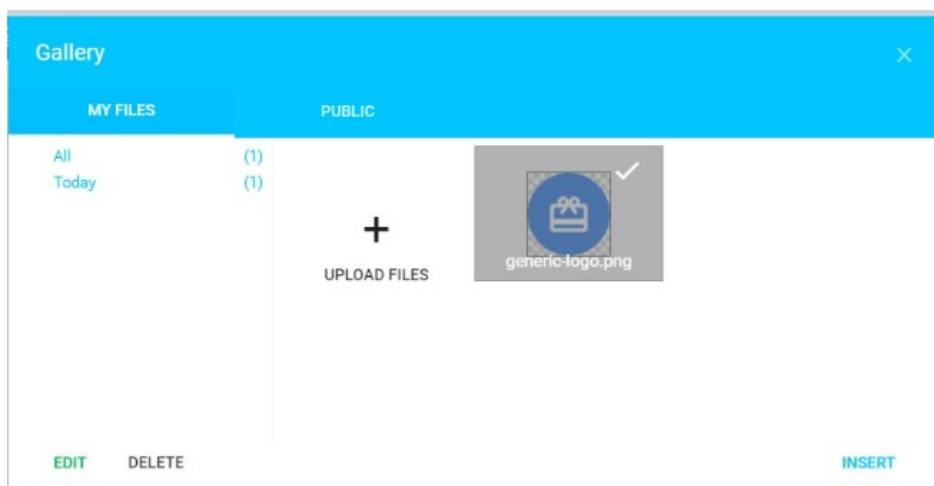 Gallery
MY FILES PUBLIC
All (1)
Today (1)
UPLOAD FILES
generic-logo.png
EDIT DELETE INSERT